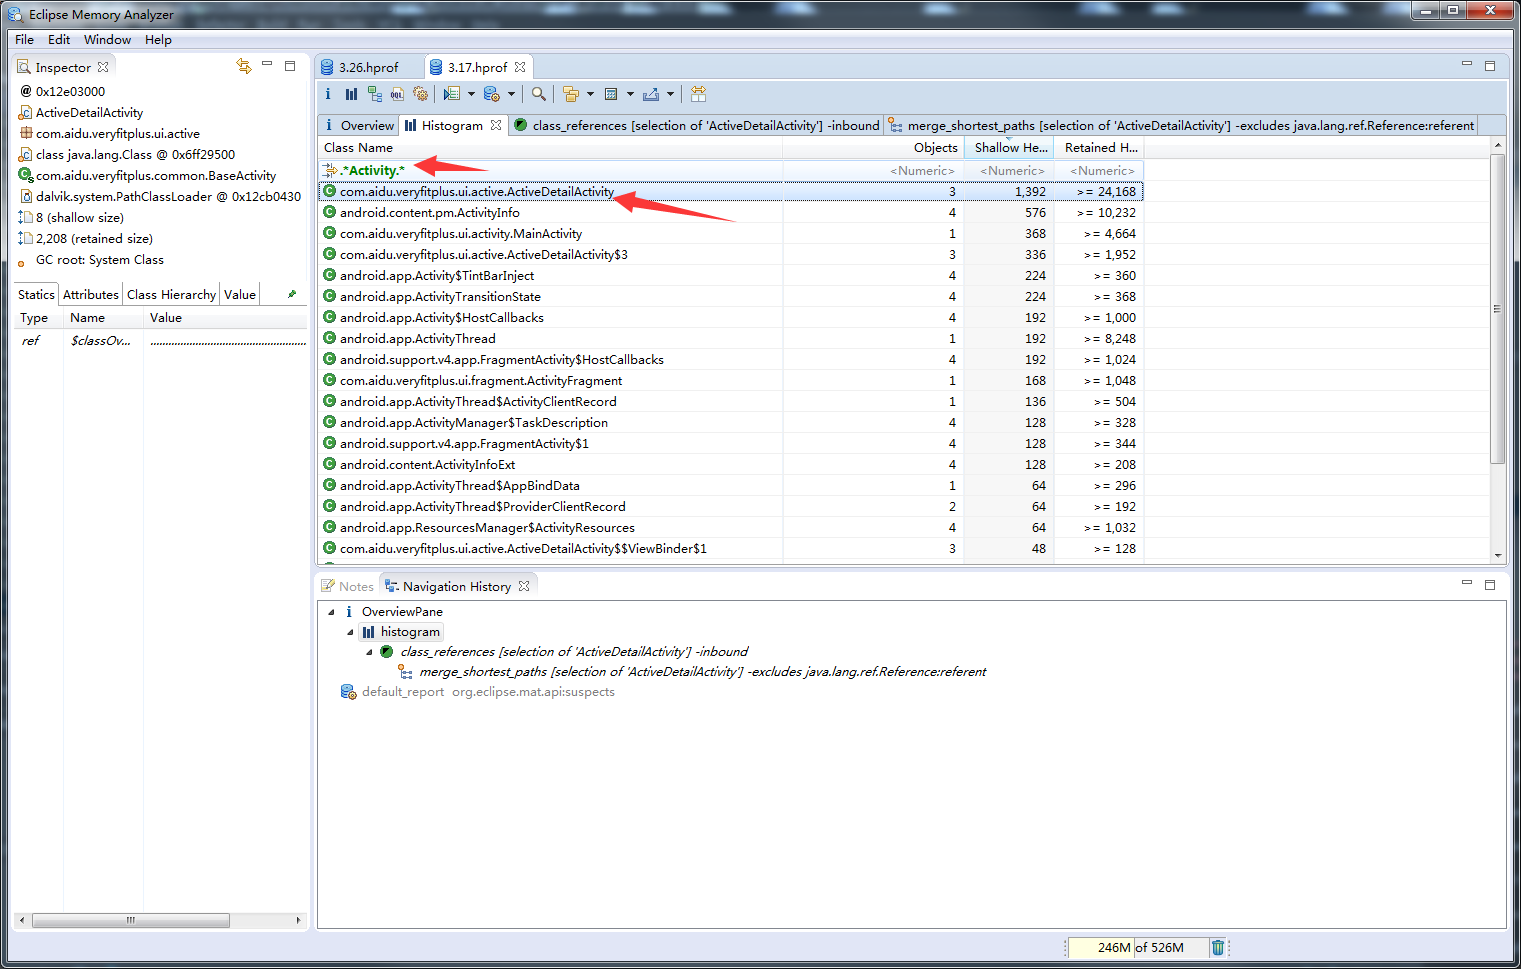 Eclipse Memory Analyzer
File Edit Window Help
Inspector
@ 0x12e03000
ActiveDetailActivity
com.aidu.veryfitplus.ui.active
class java.lang.Class @ 0x6ff29500
com.aidu.veryfitplus.common.BaseActivity
dalvik.system.PathClassLoader @ 0x12cb0430
8 (shallow size)
2,208 (retained size)
GC root: System Class
Statics Attributes Class Hierarchy Value
Type Name Value
ref $classOv... ....................................................
3.26.hprof 3.17.hprof
i OQL
i Overview Histogram class_references [selection of 'ActiveDetailActivity'] -inbound merge_shortest_paths [selection of 'ActiveDetailActivity'] -excludes java.lang.ref.Reference:referent
Class Name Objects Shallow He... Retained H...
.*Activity.* <Numeric> <Numeric> <Numeric>
com.aidu.veryfitplus.ui.active.ActiveDetailActivity 3 1,392 >= 24,168
android.content.pm.ActivityInfo 4 576 >= 10,232
com.aidu.veryfitplus.ui.activity.MainActivity 1 368 >= 4,664
com.aidu.veryfitplus.ui.active.ActiveDetailActivity$3 3 336 >= 1,952
android.app.Activity$TintBarInject 4 224 >= 360
android.app.ActivityTransitionState 4 224 >= 368
android.app.Activity$HostCallbacks 4 192 >= 1,000
android.app.ActivityThread 1 192 >= 8,248
android.support.v4.app.FragmentActivity$HostCallbacks 4 192 >= 1,024
com.aidu.veryfitplus.ui.fragment.ActivityFragment 1 168 >= 1,048
android.app.ActivityThread$ActivityClientRecord 1 136 >= 504
android.app.ActivityManager$TaskDescription 4 128 >= 328
android.support.v4.app.FragmentActivity$1 4 128 >= 344
android.content.ActivityInfoExt 4 128 >= 208
android.app.ActivityThread$AppBindData 1 64 >= 296
android.app.ActivityThread$ProviderClientRecord 2 64 >= 192
android.app.ResourcesManager$ActivityResources 4 64 >= 1,032
com.aidu.veryfitplus.ui.active.ActiveDetailActivity$$ViewBinder$1 3 48 >= 128
Notes Navigation History
i OverviewPane
histogram
class_references [selection of 'ActiveDetailActivity'] -inbound
merge_shortest_paths [selection of 'ActiveDetailActivity'] -excludes java.lang.ref.Reference:referent
default_report org.eclipse.mat.api:suspects
246M of 526M